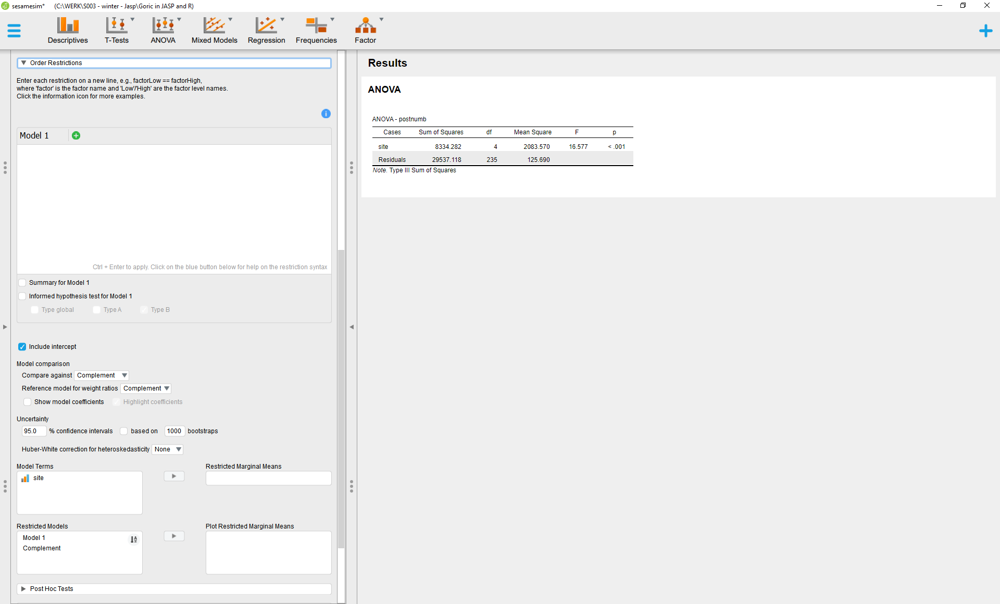 sesamesim* (C:\WERK\S003 - winter - Jasp\Goric in JASP and R)
Descriptives T-Tests ANOVA Mixed Models Regression Frequencies Factor
Order Restrictions
Enter each restriction on a new line, e.g., factorLow == factorHigh,
where 'factor' is the factor name and 'Low'/'High' are the factor level names.
Click the information icon for more examples.
i
Model 1
Ctrl + Enter to apply. Click on the blue button below for help on the restriction syntax
Summary for Model 1
Informed hypothesis test for Model 1
Type global Type A Type B
Include intercept
Model comparison
Compare against Complement
Reference model for weight ratios Complement
Show model coefficients Highlight coefficients
Uncertainty
95.0 % confidence intervals based on 1000 bootstraps
Huber-White correction for heteroskedasticity None
Model Terms Restricted Marginal Means
site
Restricted Models Plot Restricted Marginal Means
Model 1
Complement
Post Hoc Tests
Results
ANOVA
ANOVA - postnumb
Cases Sum of Squares df Mean Square F p
site 8334.282 4 2083.570 16.577 < .001
Residuals 29537.118 235 125.690
Note. Type III Sum of Squares